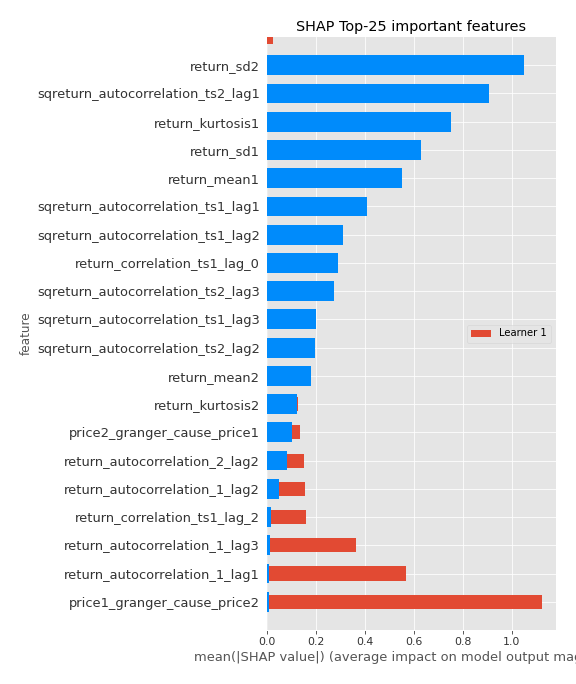 SHAP Top-25 important features
return_sd2
sqreturn_autocorrelation_ts2_lag1
return_kurtosis1
return_sd1
return_mean1
sqreturn_autocorrelation_ts1_lag1
sqreturn_autocorrelation_ts1_lag2
return_correlation_ts1_lag_0
sqreturn_autocorrelation_ts2_lag3
sqreturn_autocorrelation_ts1_lag3
sqreturn_autocorrelation_ts2_lag2
return_mean2
return_kurtosis2
price2_granger_cause_price1
return_autocorrelation_2_lag2
return_autocorrelation_1_lag2
return_correlation_ts1_lag_2
return_autocorrelation_1_lag3
return_autocorrelation_1_lag1
price1_granger_cause_price2
feature
Learner 1
0.0 0.2 0.4 0.6 0.8 1.0
mean(|SHAP value|) (average impact on model output mag